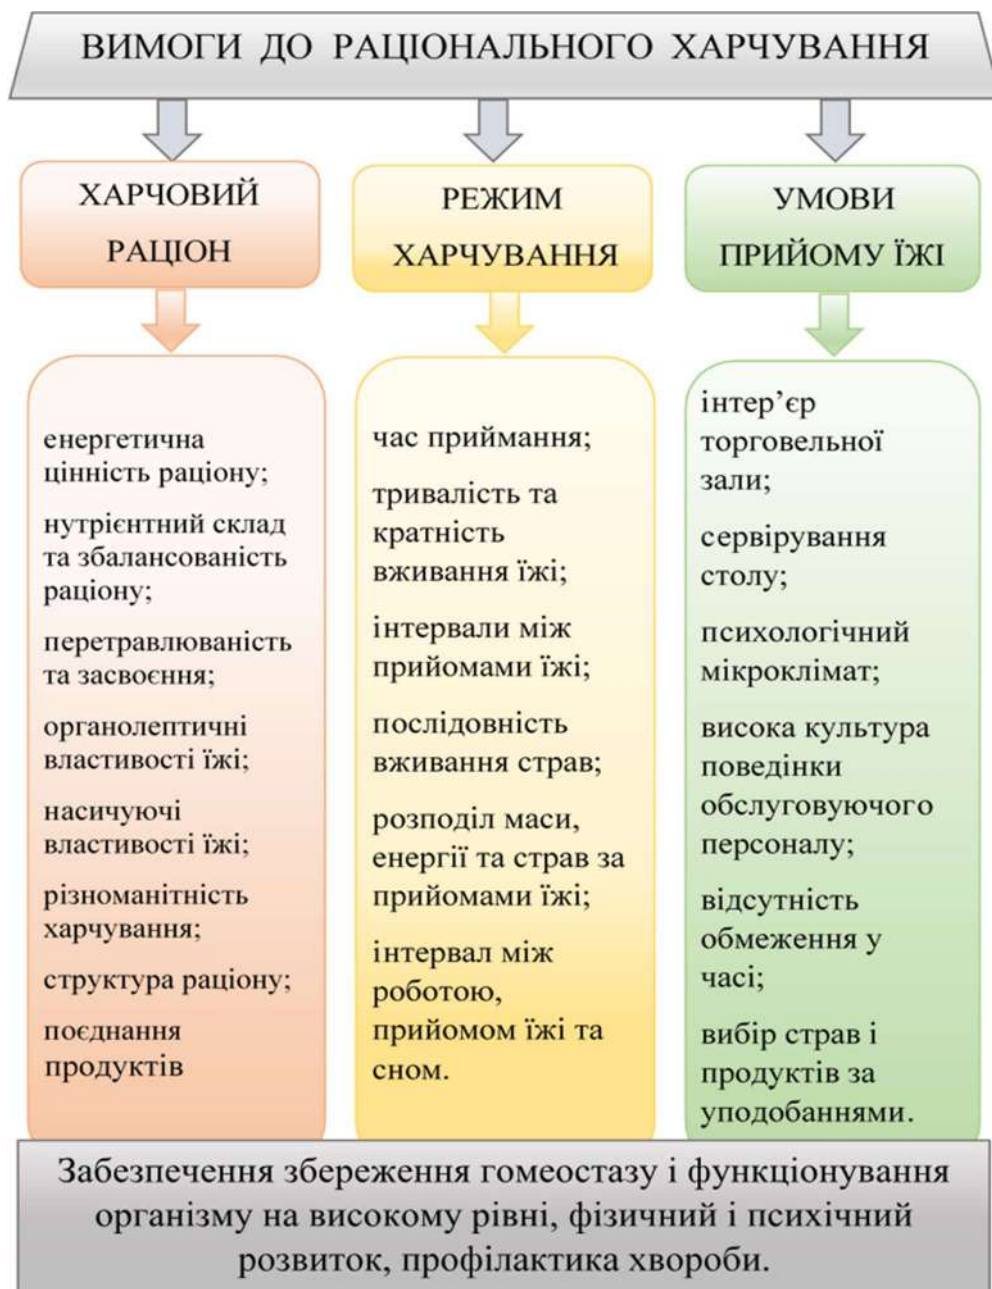 ВИМОГИ ДО РАЦІОНАЛЬНОГО ХАРЧУВАННЯ
ХАРЧОВИЙ
РАЦІОН
енергетична
цінність раціону;
нутрієнтний склад
та збалансованість
раціону;
перетравлюваність
та засвоєння;
органолептичні
властивості їжі;
насичуючі
властивості їжі;
різноманітність
харчування;
структура раціону;
поєднання
продуктів
РЕЖИМ
ХАРЧУВАННЯ
час приймання;
тривалість та
кратність
вживання їжі;
інтервали між
прийомами їжі;
послідовність
вживання страв;
розподіл маси,
енергії та страв за
прийомами їжі;
інтервал між
роботою,
прийомом їжі та
сном.
УМОВИ
ПРИЙОМУ ЇЖІ
інтер’єр
торговельної
зали;
сервірування
столу;
психологічний
мікроклімат;
висока культура
поведінки
обслуговуючого
персоналу;
відсутність
обмеження у
часі;
вибір страв і
продуктів за
уподобаннями.
Забезпечення збереження гомеостазу і функціонування
організму на високому рівні, фізичний і психічний
розвиток, профілактика хвороби.